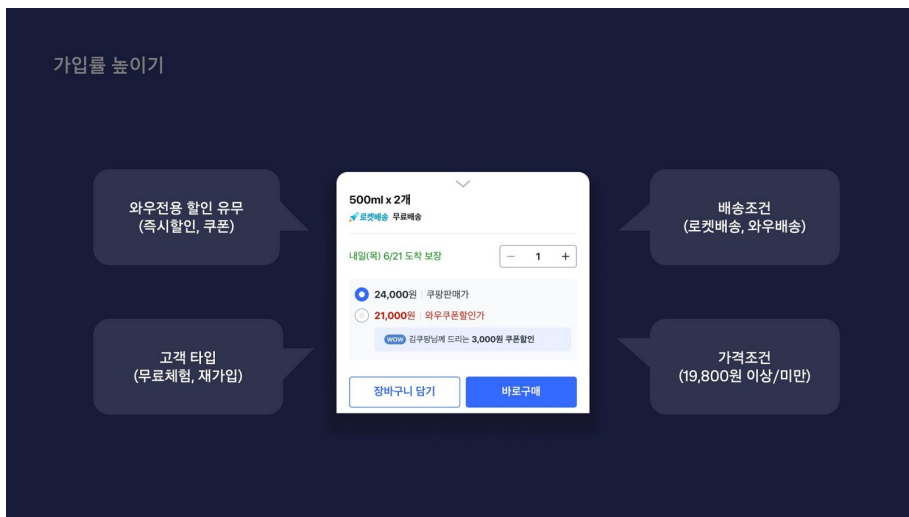 가입률 높이기
와우전용 할인 유무
(즉시할인, 쿠폰)
고객 타입
(무료체험, 재가입)
500ml x 2개
로켓배송 무료배송
내일(목) 6/21 도착 보장
− 1 +
24,000원 | 쿠팡판매가
21,000원 | 와우쿠폰할인가
WOW 김쿠팡님께 드리는 3,000원 쿠폰할인
장바구니 담기 바로구매
배송조건
(로켓배송, 와우배송)
가격조건
(19,800원 이상/미만)